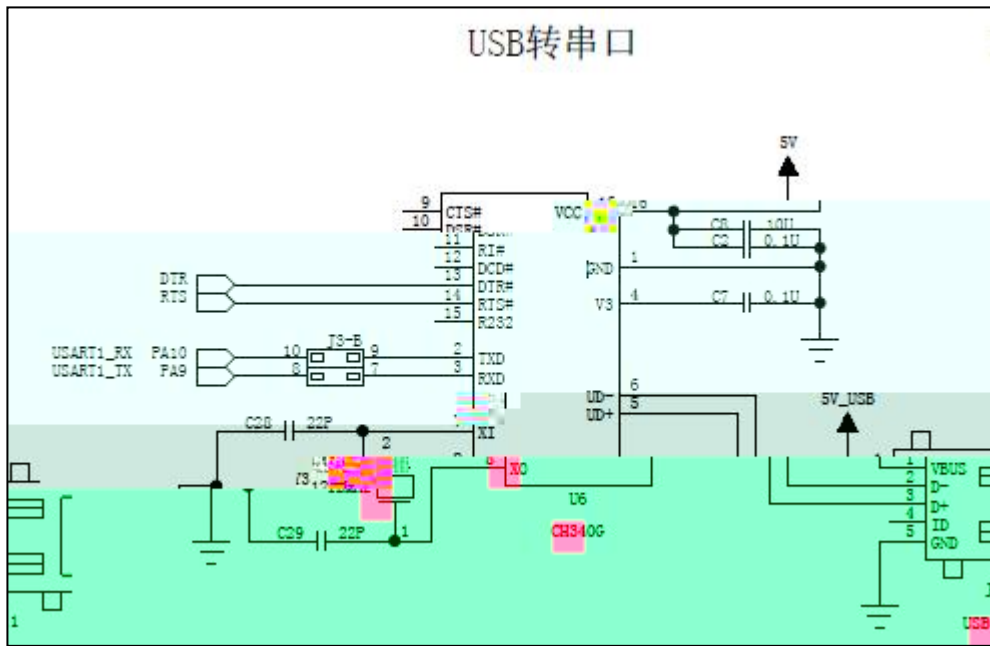 USB转串口
5V
9 CTS# VCC
10
C8 10U
11 RI# C2 0.1U
12 DCD# GND 1
DTR 13 DTR#
RTS 14 RTS# V3 4 C7 0.1U
15 R232
J3-B
USART1_RX PA10 10 9 2 TXD
USART1_TX PA9 8 7 3 RXD
UD- 6
UD+ 5
5V_USB
C28 22P XI
2
XO 1 VBUS
2 D-
U6 3 D+
4 ID
C29 22P 1 CH340G 5 GND
1 USB